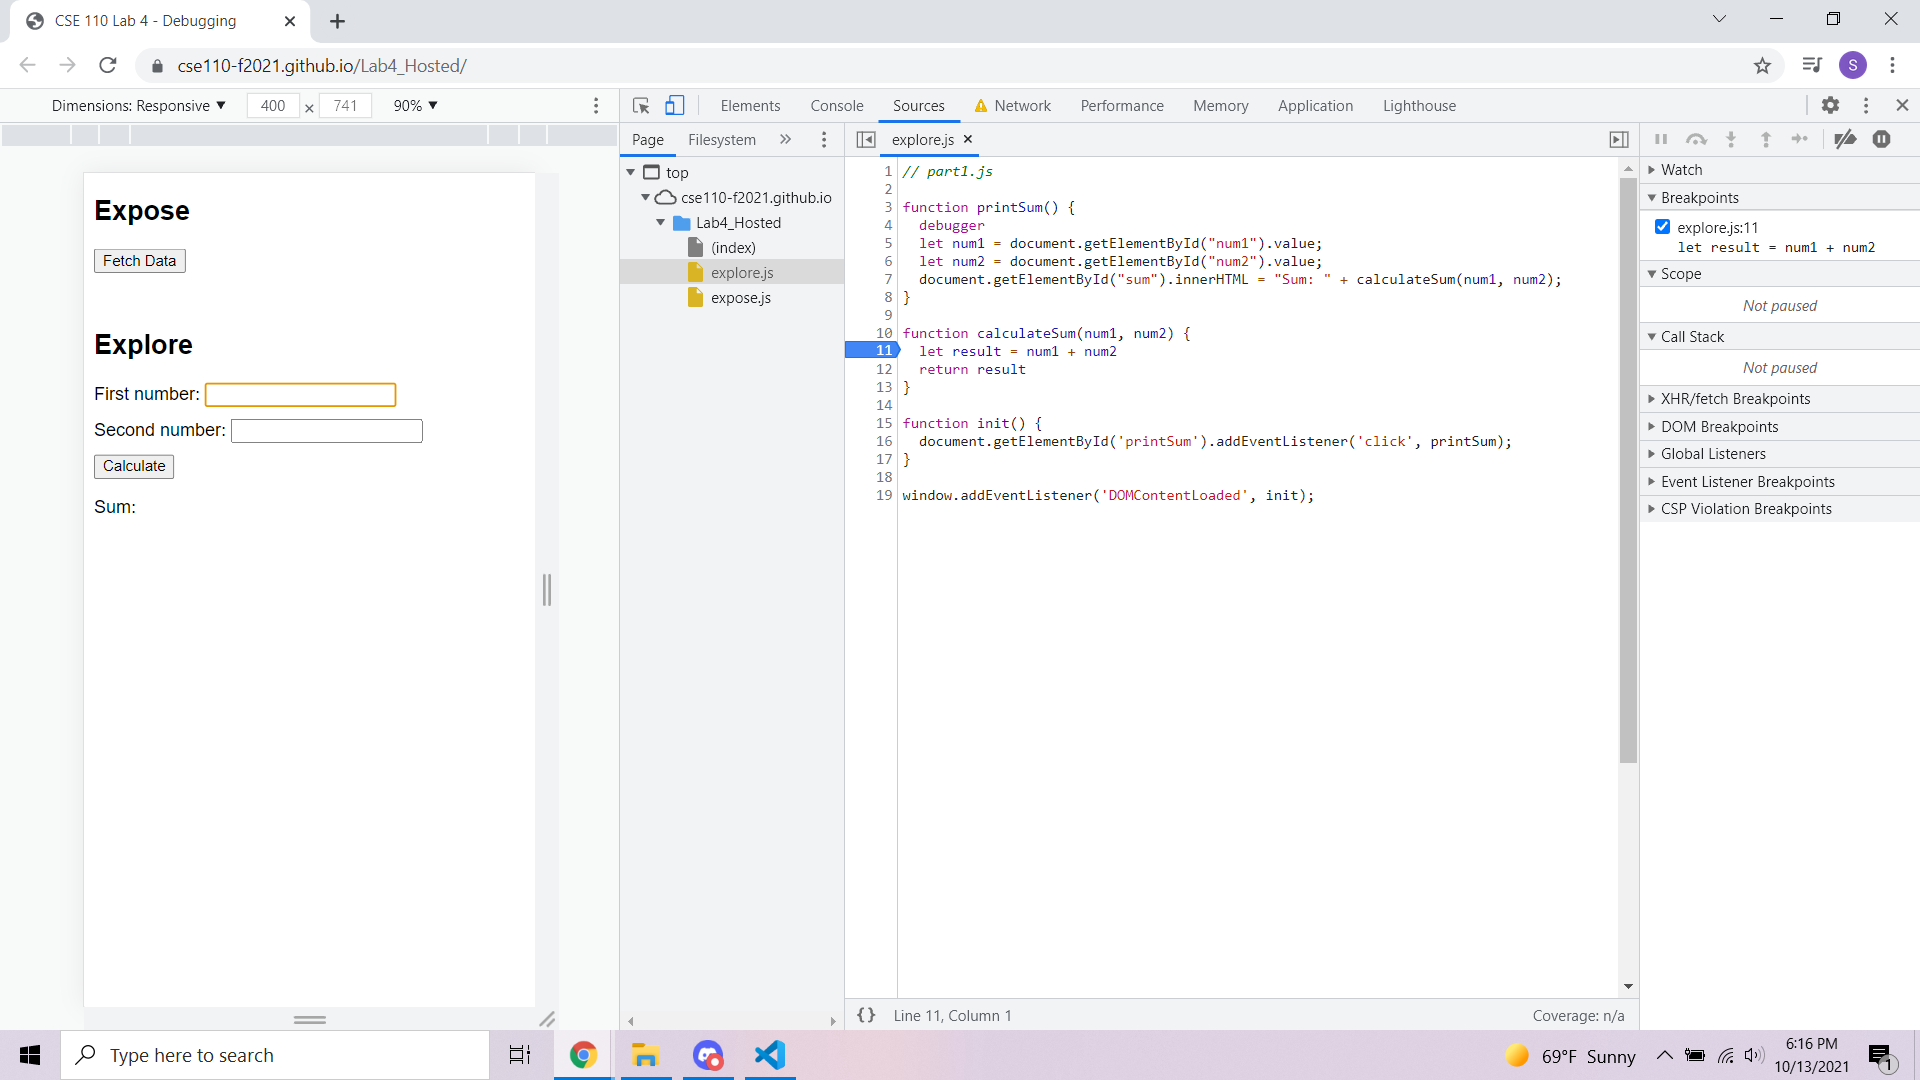 CSE 110 Lab 4 - Debugging
cse110-f2021.github.io/Lab4_Hosted/
S
Dimensions: Responsive ▼ 400 × 741 90% ▼
Elements Console Sources Network Performance Memory Application Lighthouse
Page Filesystem »
explore.js ×
top
cse110-f2021.github.io
Lab4_Hosted
(index)
explore.js
expose.js
Expose
Fetch Data
Explore
First number:
Second number:
Calculate
Sum:
1 // part1.js
2
3 function printSum() {
4 debugger
5 let num1 = document.getElementById("num1").value;
6 let num2 = document.getElementById("num2").value;
7 document.getElementById("sum").innerHTML = "Sum: " + calculateSum(num1, num2);
8 }
9
10 function calculateSum(num1, num2) {
11 let result = num1 + num2
12 return result
13 }
14
15 function init() {
16 document.getElementById('printSum').addEventListener('click', printSum);
17 }
18
19 window.addEventListener('DOMContentLoaded', init);
{} Line 11, Column 1 Coverage: n/a
Watch
Breakpoints
explore.js:11
let result = num1 + num2
Scope
Not paused
Call Stack
Not paused
XHR/fetch Breakpoints
DOM Breakpoints
Global Listeners
Event Listener Breakpoints
CSP Violation Breakpoints
Type here to search
69°F Sunny
6:16 PM
10/13/2021
1